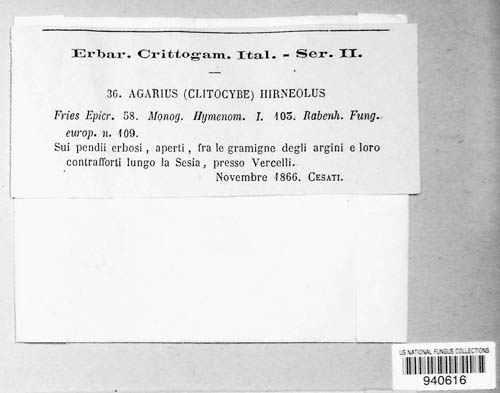 Erbar. Crittogam. Ital. - Ser. II.
36. AGARIUS (CLITOCYBE) HIRNEOLUS
Fries Epicr. 58. Monog. Hymenom. I. 103. Rabenh. Fung.
europ. n. 109.
Sui pendii erbosi, aperti, fra le gramigne degli argini e loro
contrafforti lungo la Sesia, presso Vercelli.
Novembre 1866. CESATI.
US NATIONAL FUNGUS COLLECTIONS
940616